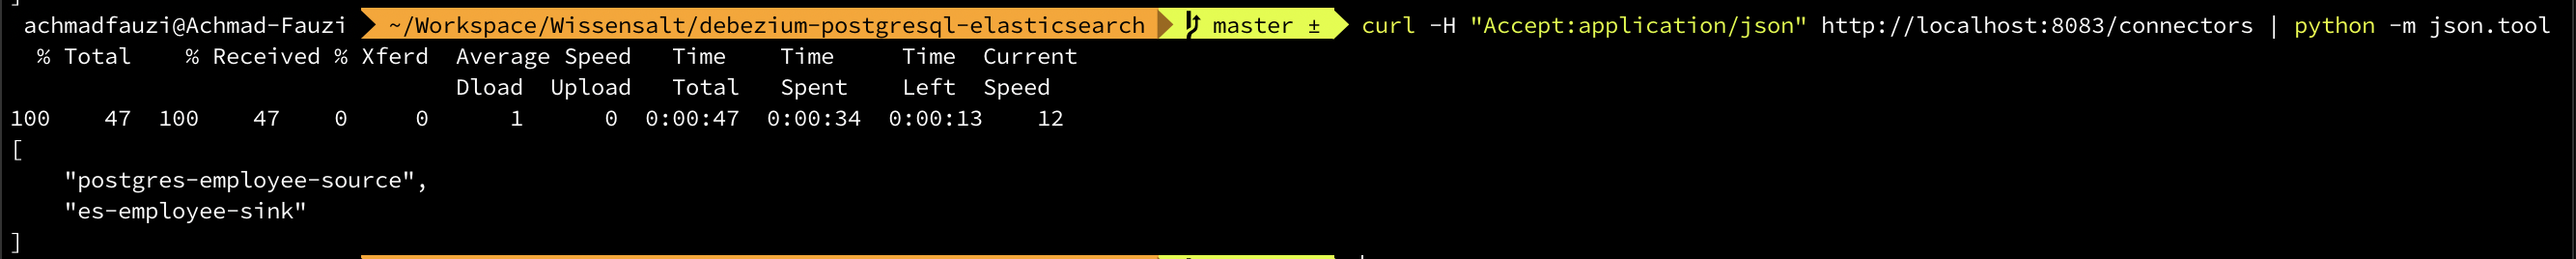 ]
achmadfauzi@Achmad-Fauzi ~/Workspace/Wissensalt/debezium-postgresql-elasticsearch master ± curl -H "Accept:application/json" http://localhost:8083/connectors | python -m json.tool
% Total % Received % Xferd Average Speed Time Time Time Current
Dload Upload Total Spent Left Speed
100 47 100 47 0 0 1 0 0:00:47 0:00:34 0:00:13 12
[
"postgres-employee-source",
"es-employee-sink"
]